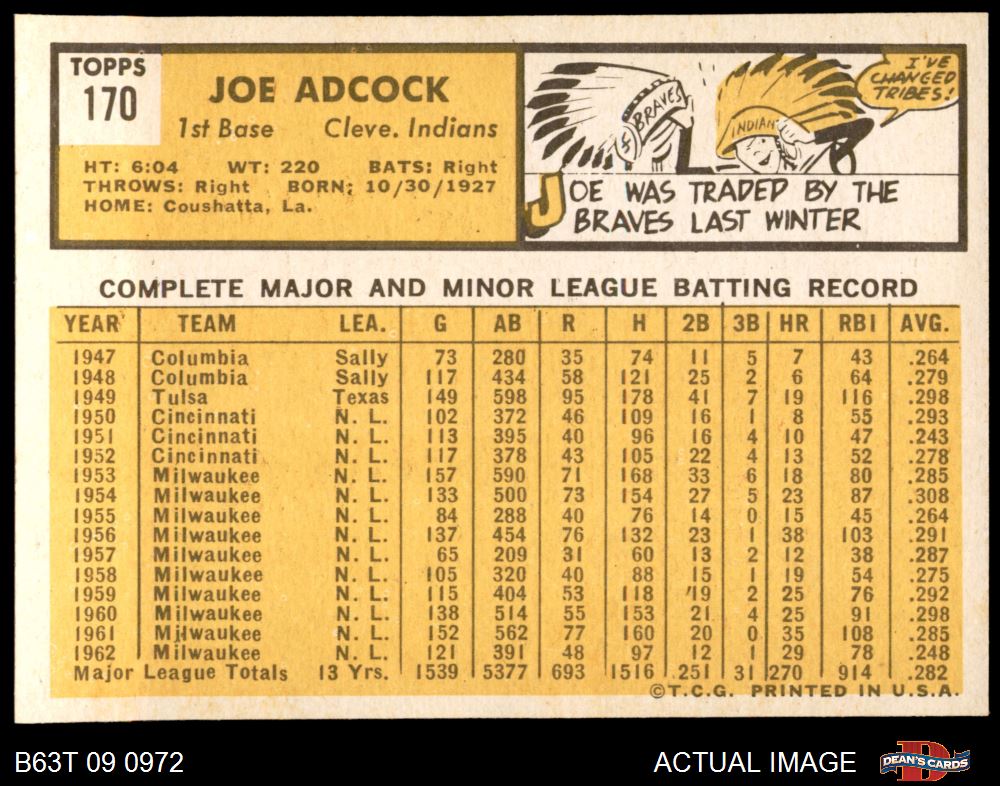 TOPPS
170
JOE ADCOCK
1st Base Cleve. Indians
HT: 6:04 WT: 220 BATS: Right
THROWS: Right BORN: 10/30/1927
HOME: Coushatta, La.
BRAVES
INDIAN
I'VE
CHANGED
TRIBES!
JOE WAS TRADED BY THE
BRAVES LAST WINTER
COMPLETE MAJOR AND MINOR LEAGUE BATTING RECORD
YEAR TEAM LEA. G AB R H 2B 3B HR RBI AVG.
1947 Columbia Sally 73 280 35 74 11 5 7 43 .264
1948 Columbia Sally 117 434 58 121 25 2 6 64 .279
1949 Tulsa Texas 149 598 95 178 41 7 19 116 .298
1950 Cincinnati N. L. 102 372 46 109 16 1 8 55 .293
1951 Cincinnati N. L. 113 395 40 96 16 4 10 47 .243
1952 Cincinnati N. L. 117 378 43 105 22 4 13 52 .278
1953 Milwaukee N. L. 157 590 71 168 33 6 18 80 .285
1954 Milwaukee N. L. 133 500 73 154 27 5 23 87 .308
1955 Milwaukee N. L. 84 288 40 76 14 0 15 45 .264
1956 Milwaukee N. L. 137 454 76 132 23 1 38 103 .291
1957 Milwaukee N. L. 65 209 31 60 13 2 12 38 .287
1958 Milwaukee N. L. 105 320 40 88 15 1 19 54 .275
1959 Milwaukee N. L. 115 404 53 118 19 2 25 76 .292
1960 Milwaukee N. L. 138 514 55 153 21 4 25 91 .298
1961 Milwaukee N. L. 152 562 77 160 20 0 35 108 .285
1962 Milwaukee N. L. 121 391 48 97 12 1 29 78 .248
Major League Totals 13 Yrs. 1539 5377 693 1516 251 31 270 914 .282
©T.C.G. PRINTED IN U.S.A.
B63T 09 0972 ACTUAL IMAGE
DEAN'S CARDS